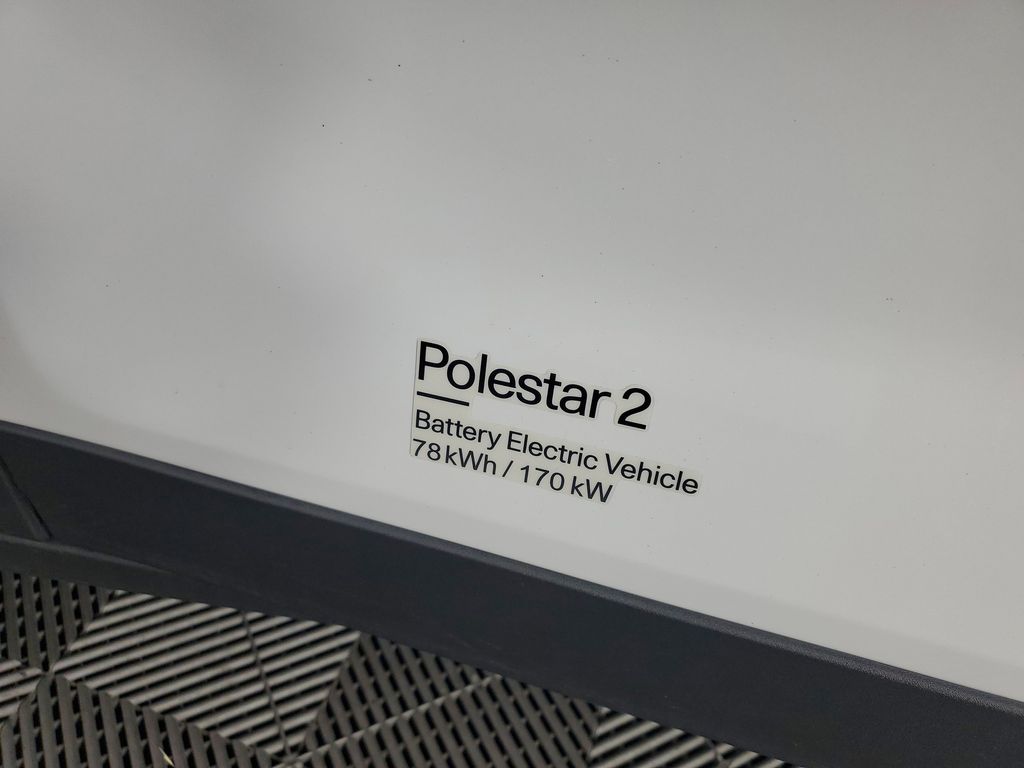 Polestar 2
Battery Electric Vehicle
78 kWh / 170 kW